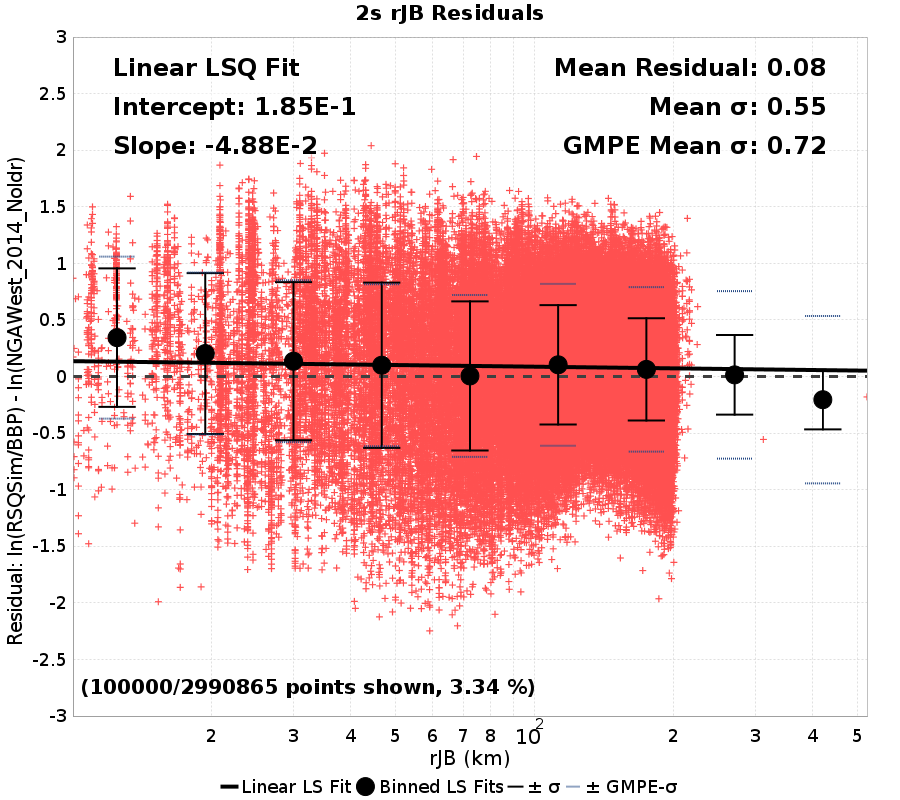 2s rJB Residuals
Linear LSQ Fit
Intercept: 1.85E-1
Slope: -4.88E-2
Mean Residual: 0.08
Mean σ: 0.55
GMPE Mean σ: 0.72
Residual: ln(RSQSim/BBP) - ln(NGAWest_2014_NoIdr)
3
2.5
2
1.5
1
0.5
0
-0.5
-1
-1.5
-2
-2.5
-3
(100000/2990865 points shown, 3.34 %)
2 3 4 5 6 7 8 10² 2 3 4 5
rJB (km)
Linear LS Fit Binned LS Fits ± σ ± GMPE-σ